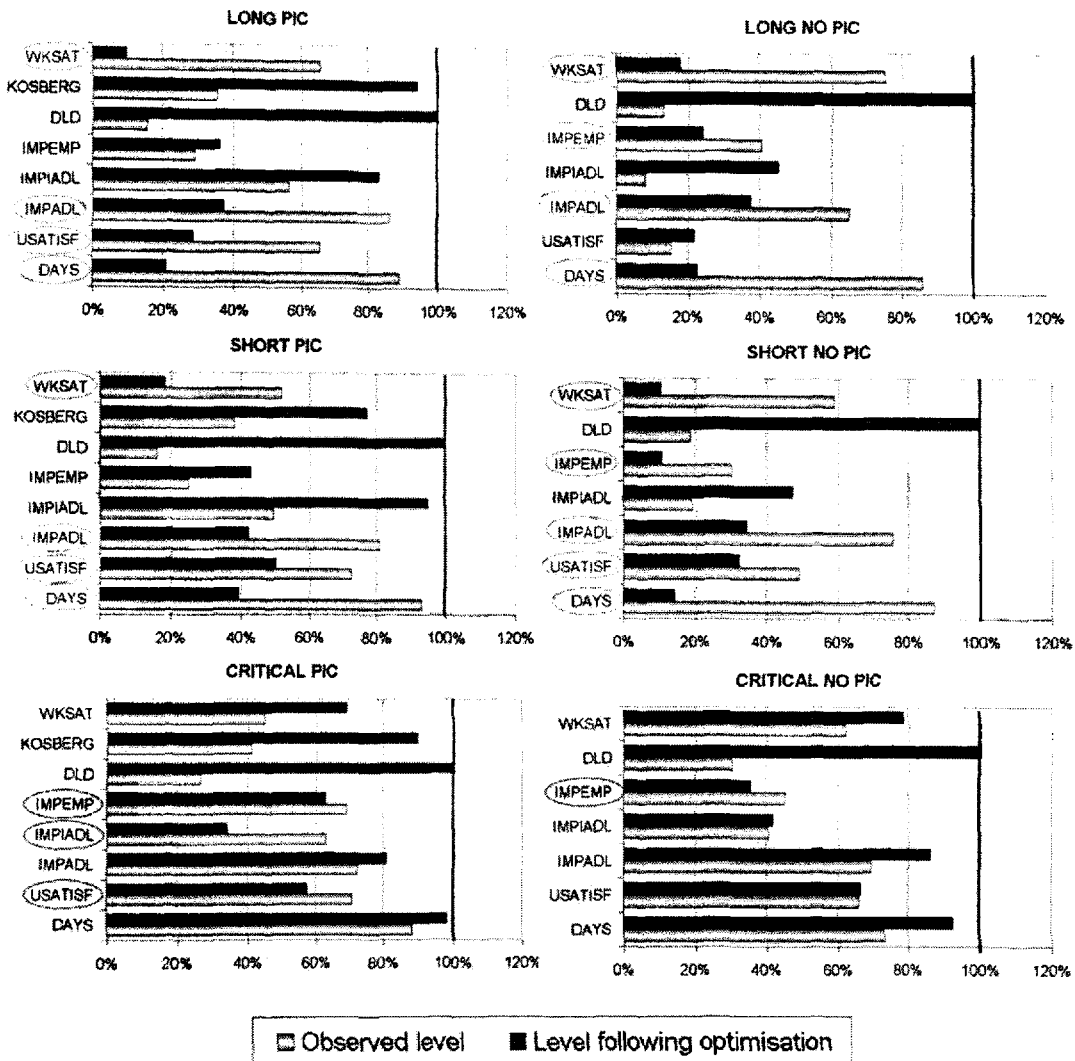 LONG PIC
WKSAT
KOSBERG
DLD
IMPEMP
IMPIADL
IMPADL
USATISF
DAYS
0% 20% 40% 60% 80% 100% 120%
LONG NO PIC
WKSAT
DLD
IMPEMP
IMPIADL
IMPADL
USATISF
DAYS
0% 20% 40% 60% 80% 100% 120%
SHORT PIC
WKSAT
KOSBERG
DLD
IMPEMP
IMPIADL
IMPADL
USATISF
DAYS
0% 20% 40% 60% 80% 100% 120%
SHORT NO PIC
WKSAT
DLD
IMPEMP
IMPIADL
IMPADL
USATISF
DAYS
0% 20% 40% 60% 80% 100% 120%
CRITICAL PIC
WKSAT
KOSBERG
DLD
IMPEMP
IMPIADL
IMPADL
USATISF
DAYS
0% 20% 40% 60% 80% 100% 120%
CRITICAL NO PIC
WKSAT
DLD
IMPEMP
IMPIADL
IMPADL
USATISF
DAYS
0% 20% 40% 60% 80% 100% 120%
Observed level Level following optimisation